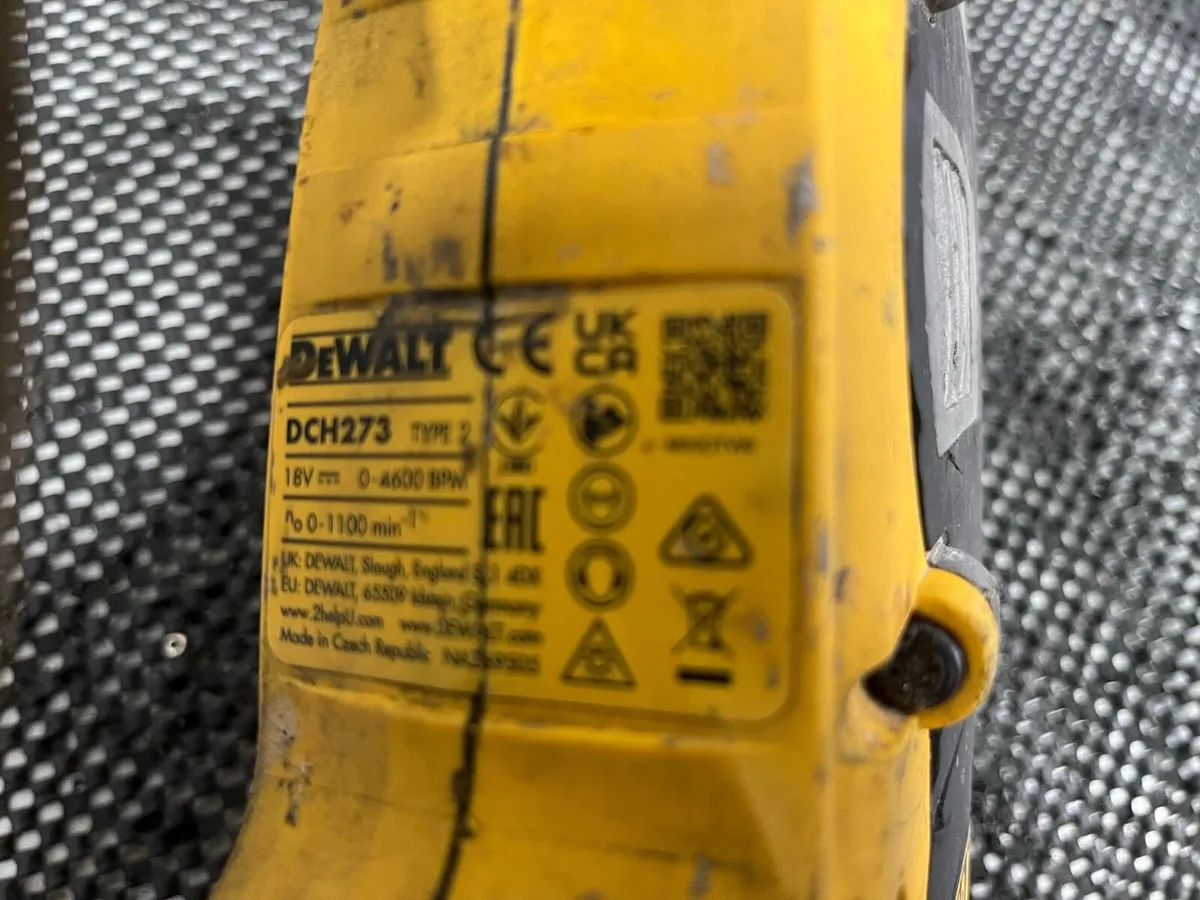 DEWALT CE UK CA
DCH273 TYPE 2
18V 0-4600 BPM
n₀ 0-1100 min⁻¹
EAC
UK: DEWALT, Slough, England
EU: DEWALT, 65509 Idstein, Germany
www.2helpU.com www.DEWALT.com
Made in Czech Republic